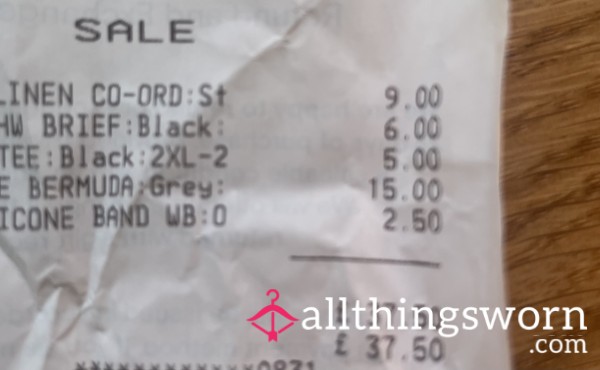 SALE
LINEN CO-ORD:St 9.00
HW BRIEF:Black: 6.00
TEE:Black:2XL-2 5.00
E BERMUDA:Grey: 15.00
ICONE BAND WB:0 2.50
allthingsworn
.com
£ 37.50